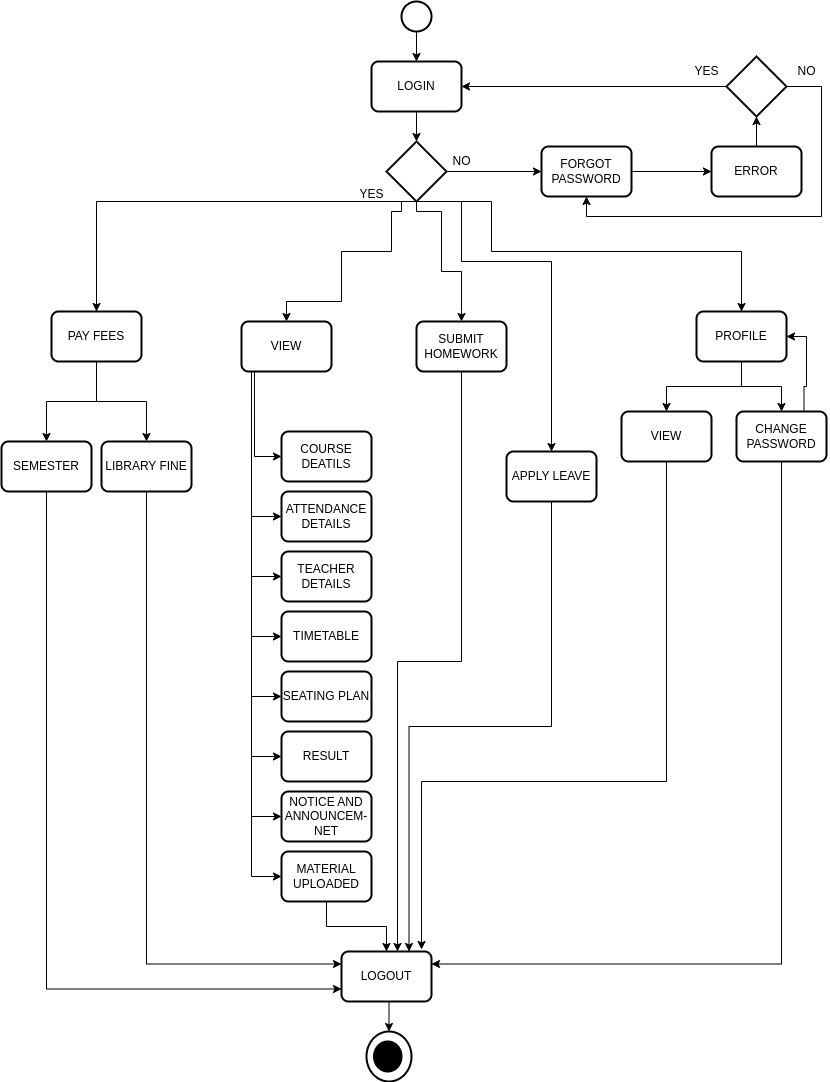 LOGIN
YES
NO
NO
FORGOT
PASSWORD
ERROR
YES
PAY FEES
VIEW
SUBMIT
HOMEWORK
PROFILE
SEMESTER
LIBRARY FINE
COURSE
DEATILS
APPLY LEAVE
VIEW
CHANGE
PASSWORD
ATTENDANCE
DETAILS
TEACHER
DETAILS
TIMETABLE
SEATING PLAN
RESULT
NOTICE AND
ANNOUNCEM-
NET
MATERIAL
UPLOADED
LOGOUT